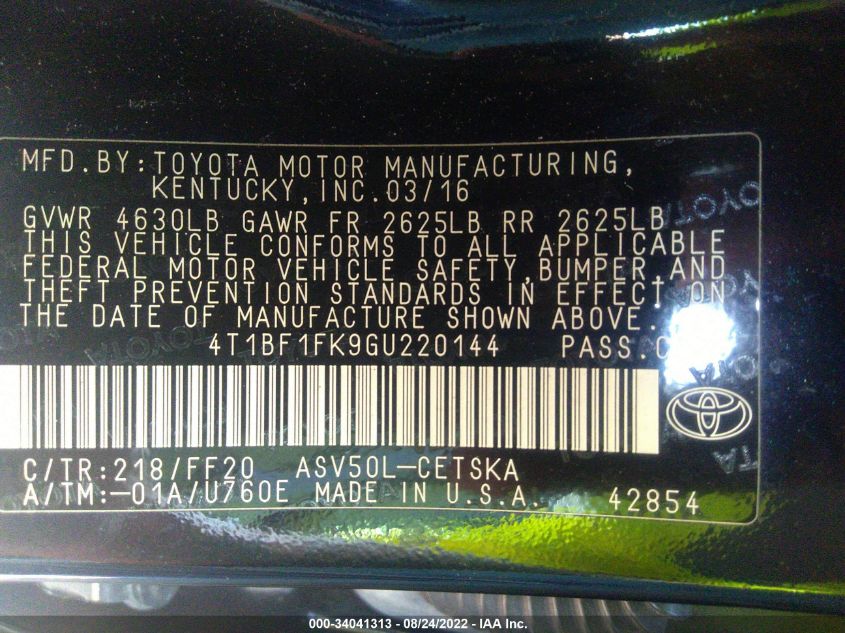 MFD.BY:TOYOTA MOTOR MANUFACTURING,
KENTUCKY,INC.03/16
GVWR 4630LB GAWR FR 2625LB RR 2625LB
THIS VEHICLE CONFORMS TO ALL APPLICABLE
FEDERAL MOTOR VEHICLE SAFETY,BUMPER,AND
THEFT PREVENTION STANDARDS IN EFFECT ON
THE DATE OF MANUFACTURE SHOWN ABOVE.
4T1BF1FK9GU220144 PASS.
C/TR:218/FF20 ASV50L-CETSKA
A/TM:-01A/U760E MADE IN U.S.A. 42854
000-34041313 - 08/24/2022 - IAA Inc.